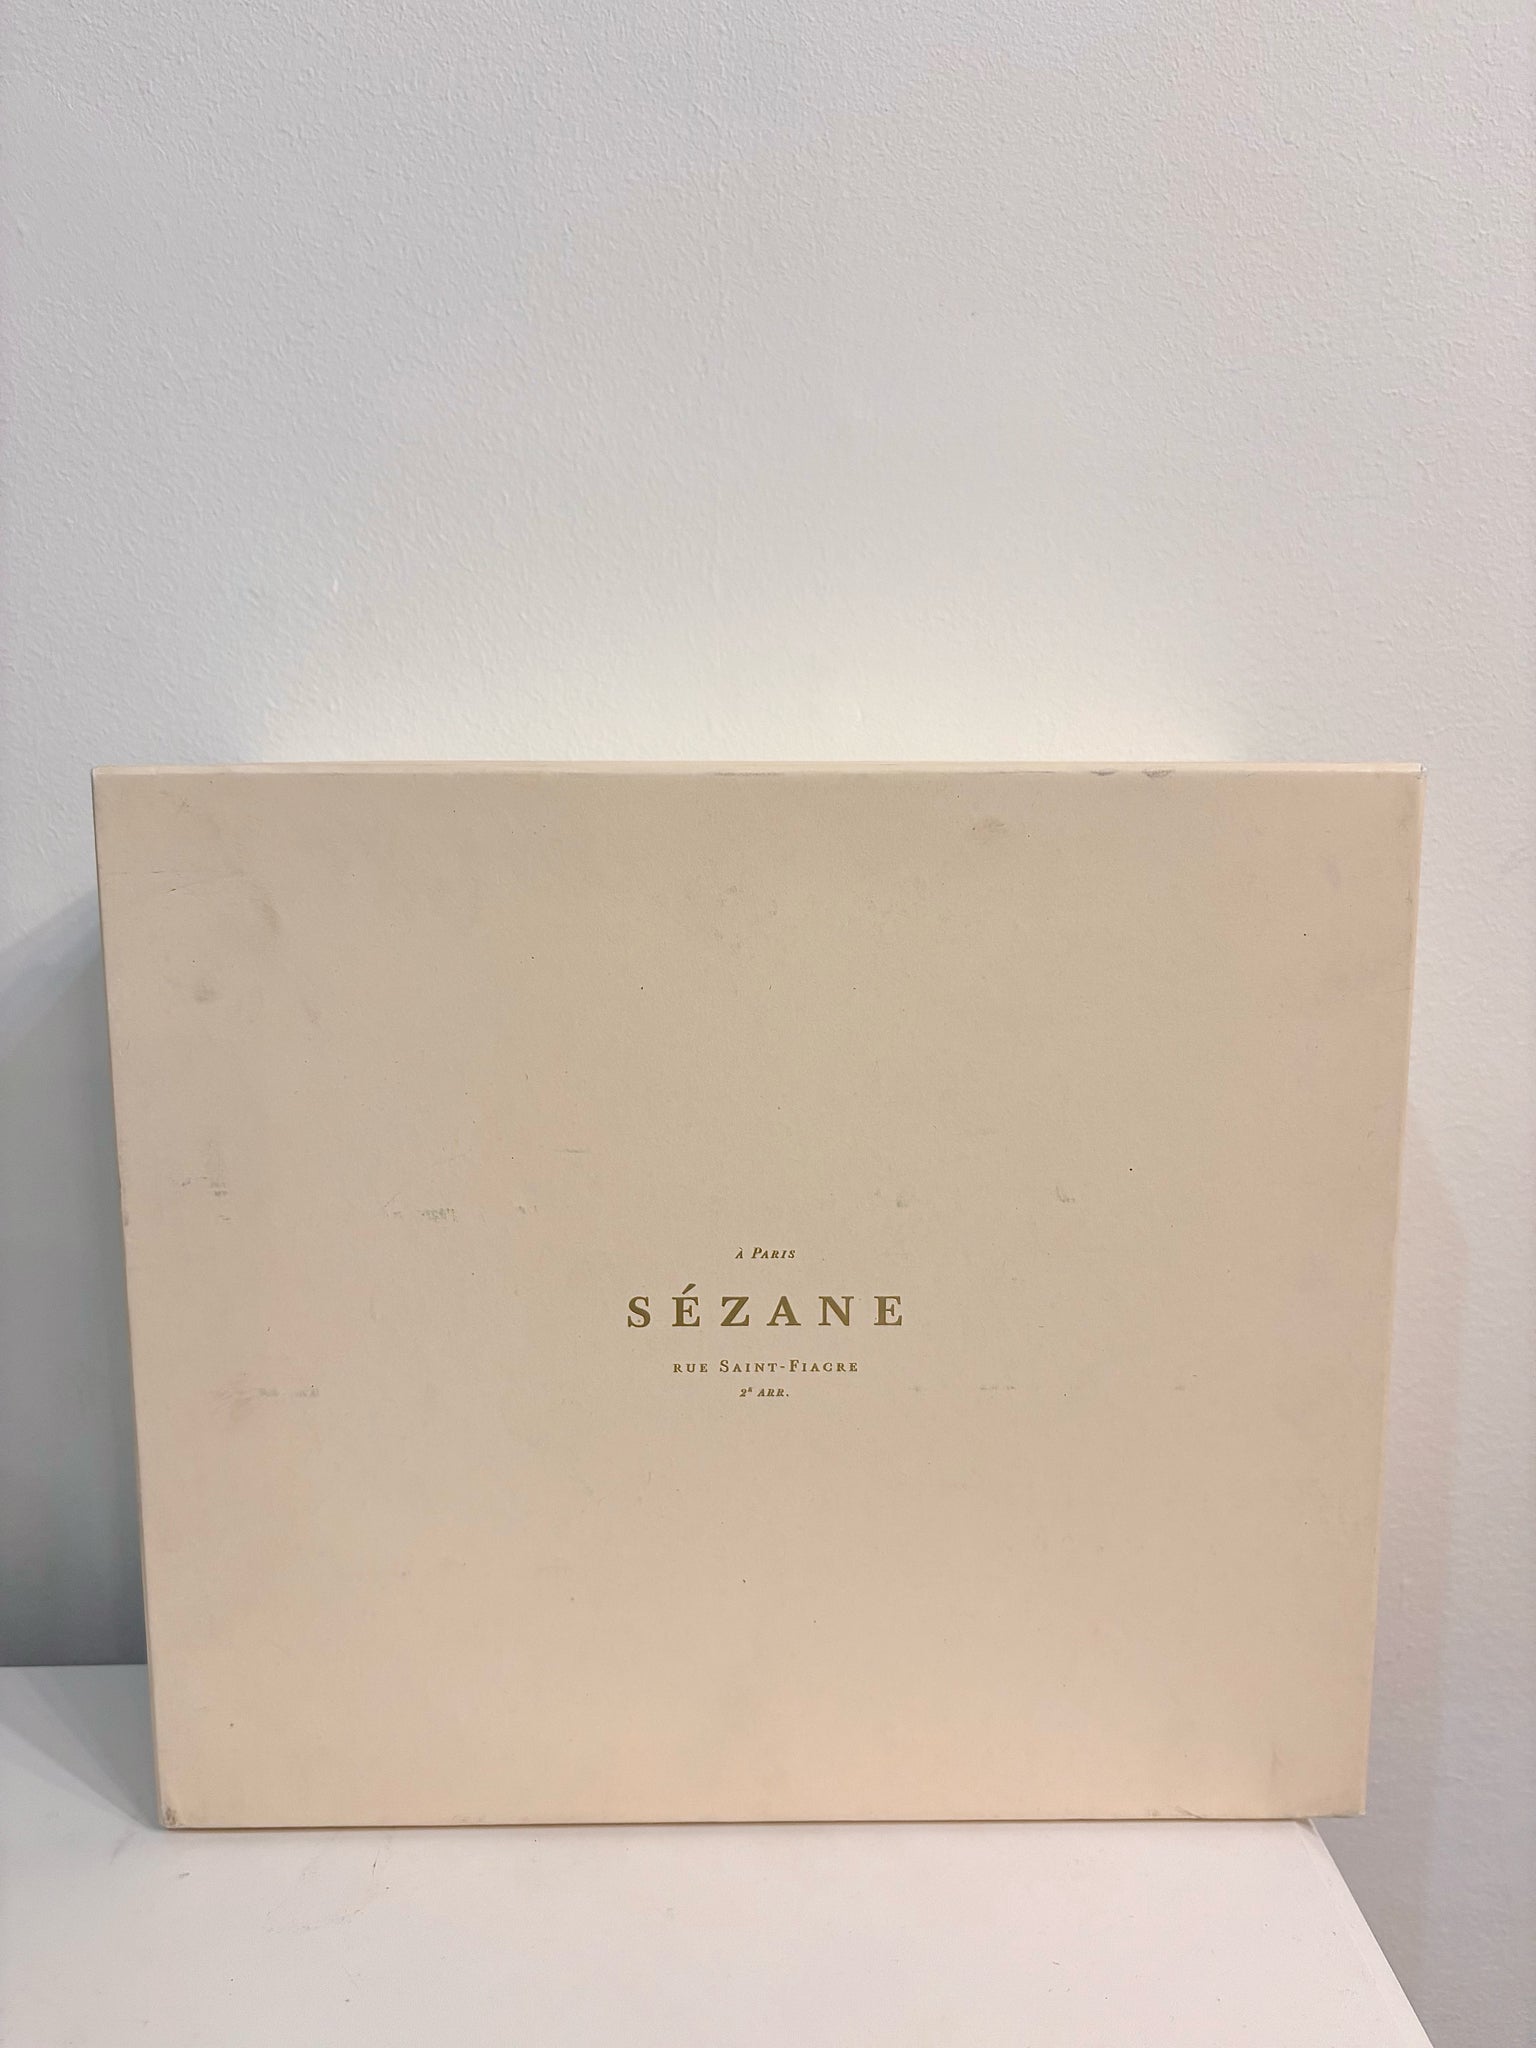 À PARIS
SÉZANE
RUE SAINT-FIACRE
2E ARR.